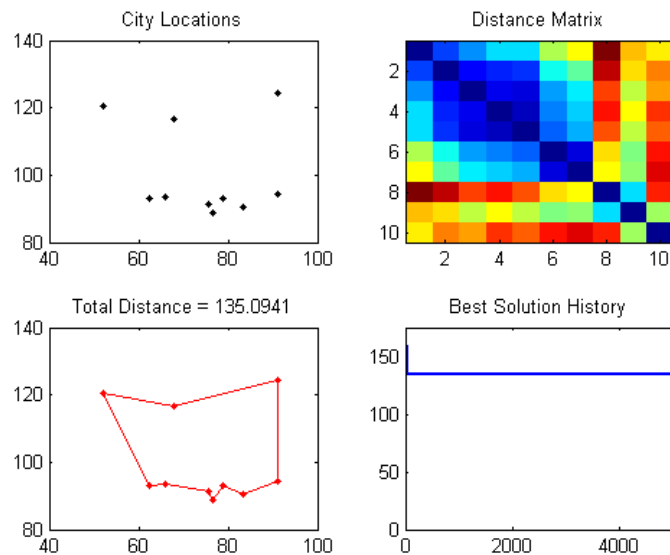 City Locations
140
120
100
80
40 60 80 100
Distance Matrix
2
4
6
8
10
2 4 6 8 10
Total Distance = 135.0941
140
120
100
80
40 60 80 100
Best Solution History
150
100
50
0
0 2000 4000